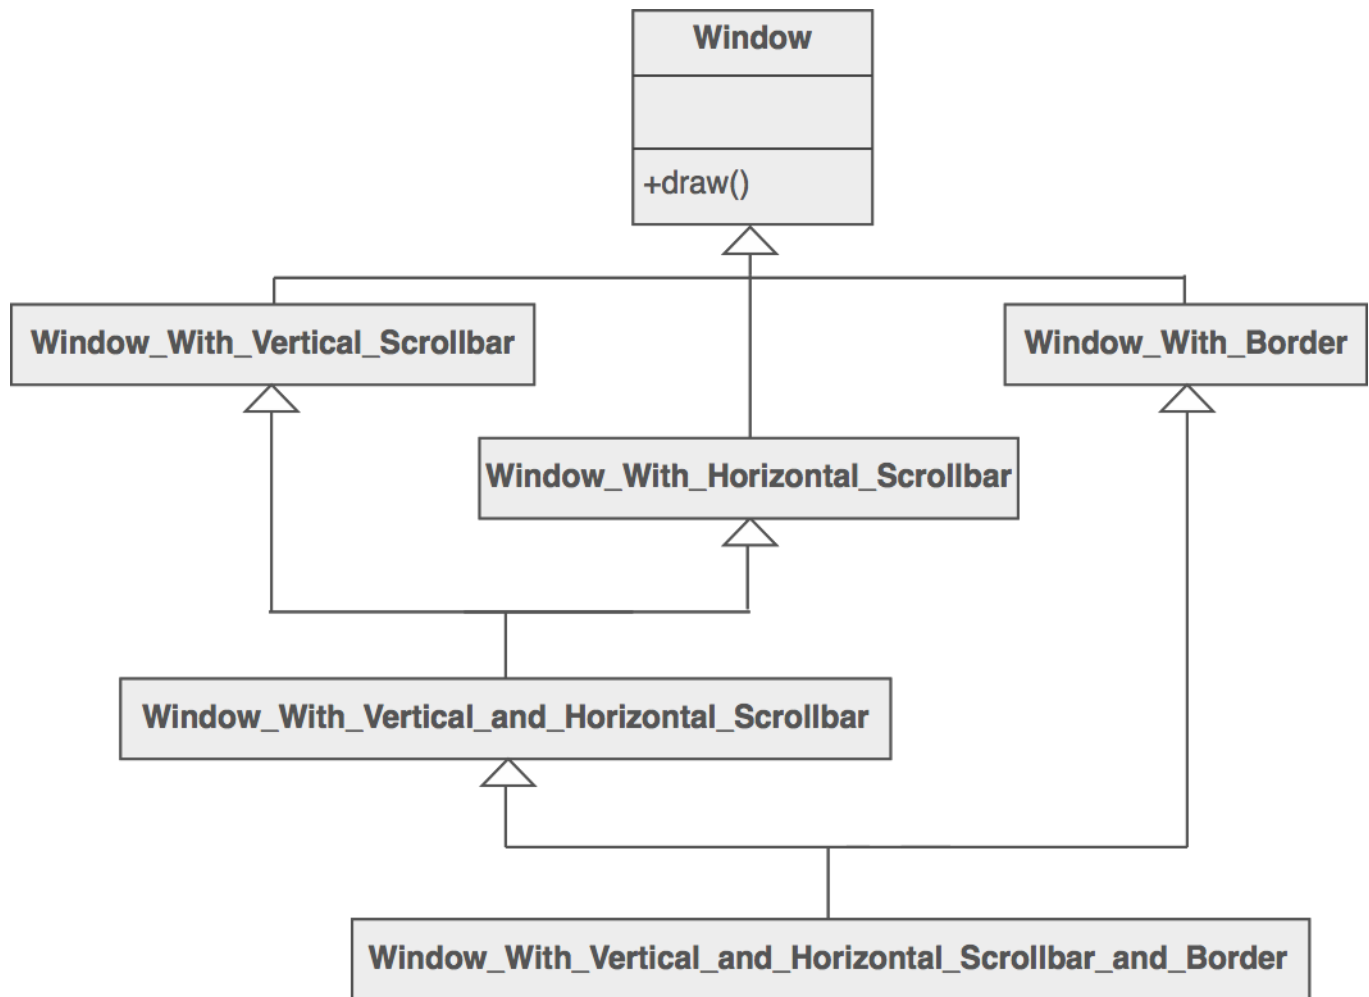 Window
+draw()
Window_With_Vertical_Scrollbar
Window_With_Border
Window_With_Horizontal_Scrollbar
Window_With_Vertical_and_Horizontal_Scrollbar
Window_With_Vertical_and_Horizontal_Scrollbar_and_Border